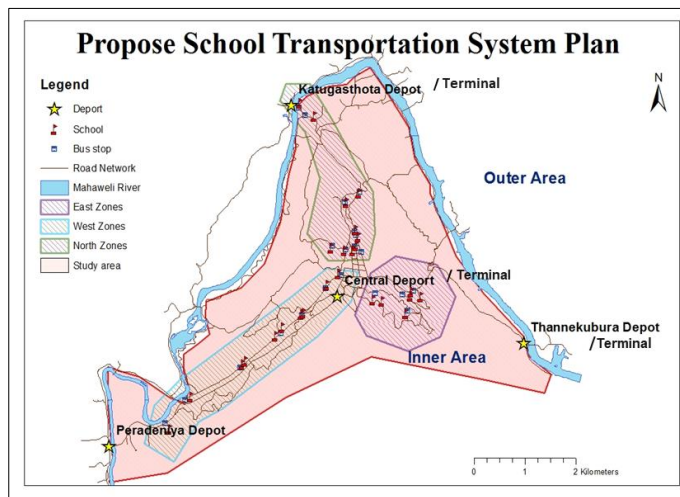 Propose School Transportation System Plan
Legend
Deport
School
Bus stop
Road Network
Mahaweli River
East Zones
West Zones
North Zones
Study area
Katugasthota Depot / Terminal
N
Outer Area
Central Deport / Terminal
Thannekubura Depot
/Terminal
Inner Area
Peradeniya Depot
0 1 2
Kilometers